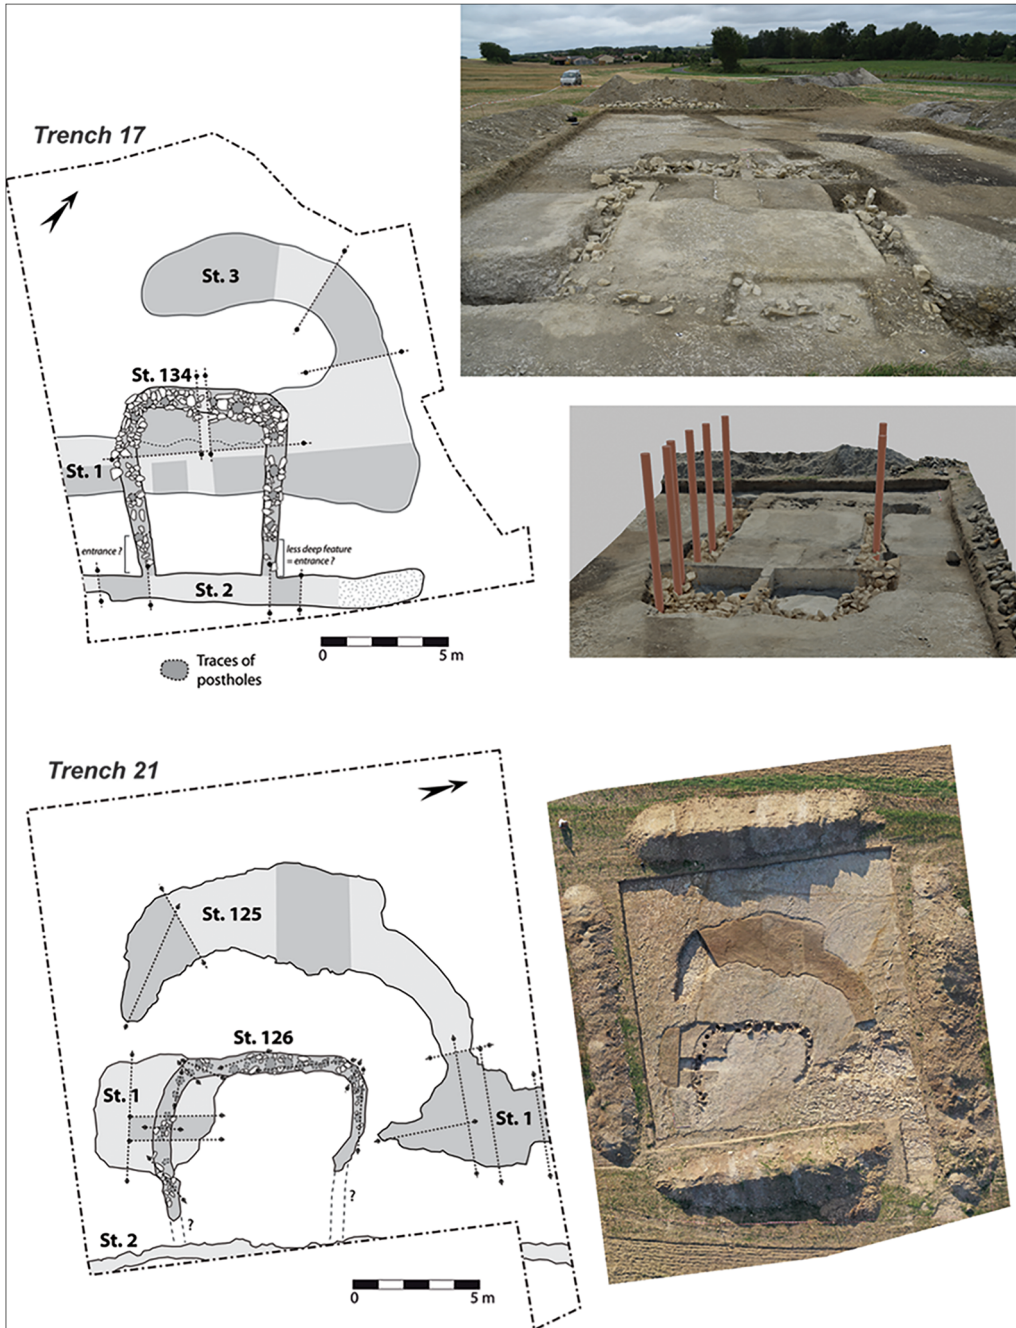 Trench 17
St. 3
St. 134
St. 1
entrance ?
less deep feature
= entrance ?
St. 2
0 5 m
Traces of
postholes
Trench 21
St. 125
St. 126
St. 1
St. 1
?
?
St. 2
0 5 m